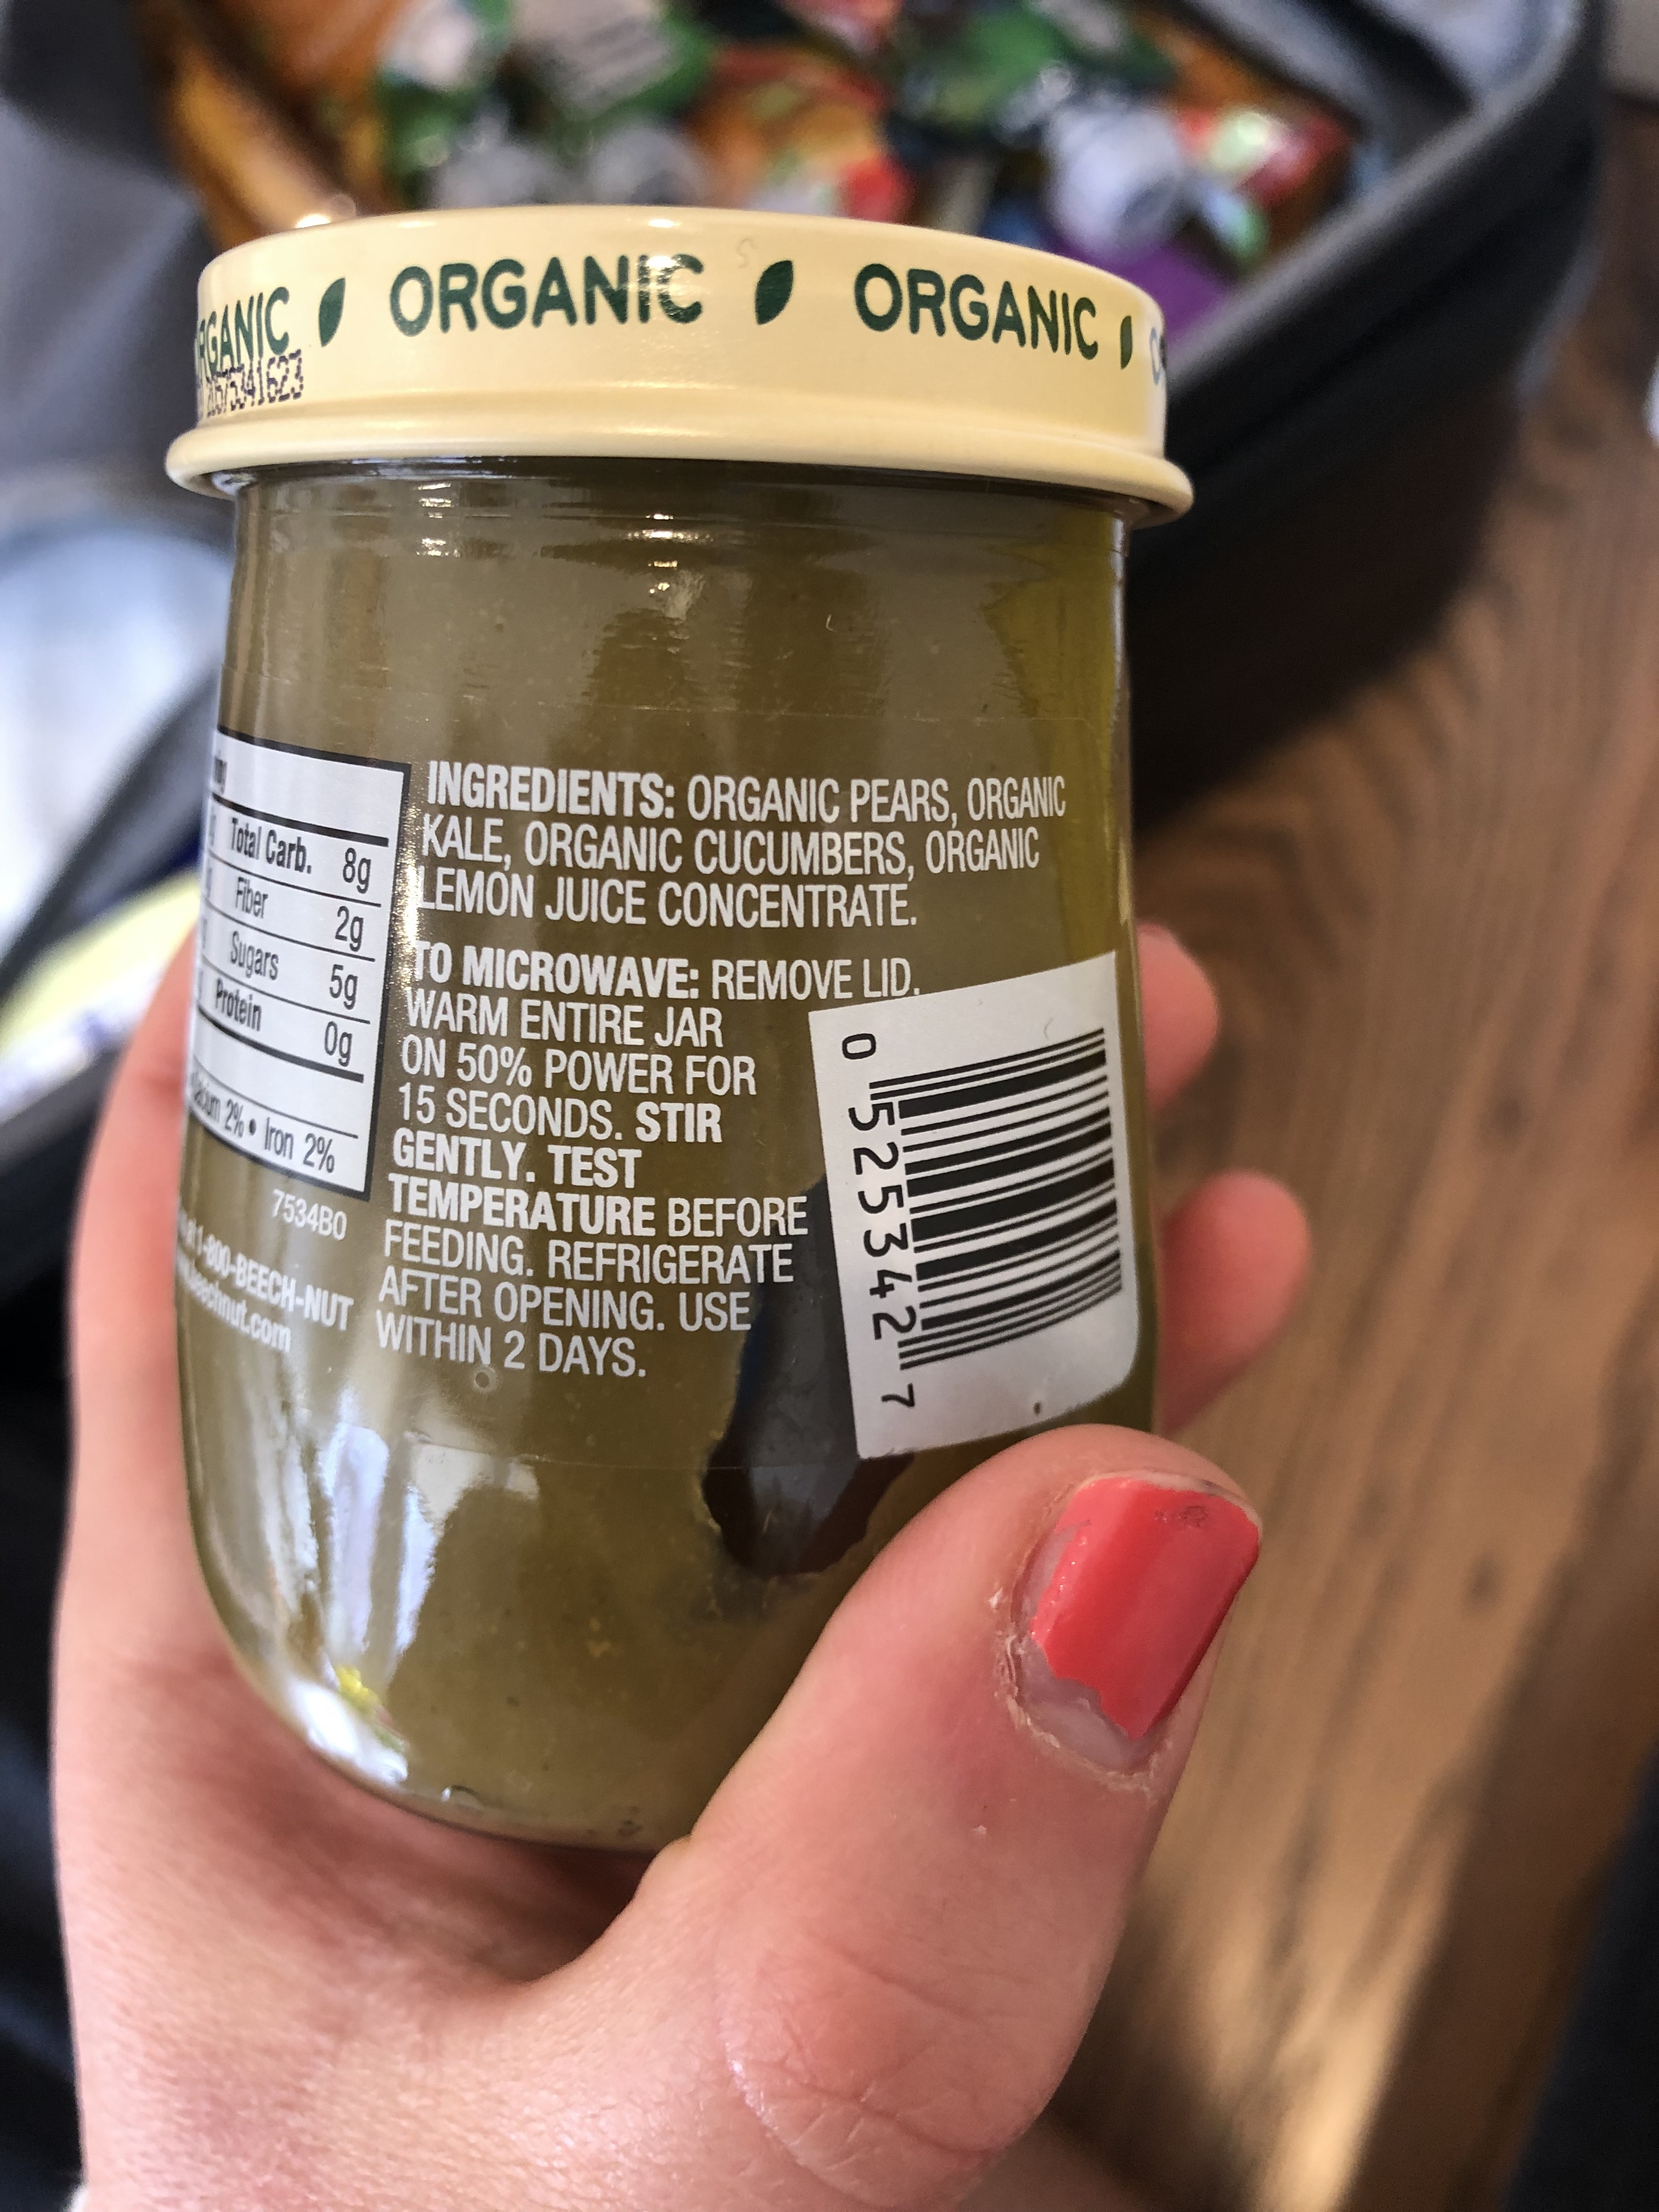 ORGANIC ORGANIC ORGANIC
Total Carb. 8g
Fiber 2g
Sugars 5g
Protein 0g
2% • Iron 2%
7534B0
1-800-BEECH-NUT
INGREDIENTS: ORGANIC PEARS, ORGANIC
KALE, ORGANIC CUCUMBERS, ORGANIC
LEMON JUICE CONCENTRATE.
TO MICROWAVE: REMOVE LID.
WARM ENTIRE JAR
ON 50% POWER FOR
15 SECONDS. STIR
GENTLY. TEST
TEMPERATURE BEFORE
FEEDING. REFRIGERATE
AFTER OPENING. USE
WITHIN 2 DAYS.
0 52534 2 7